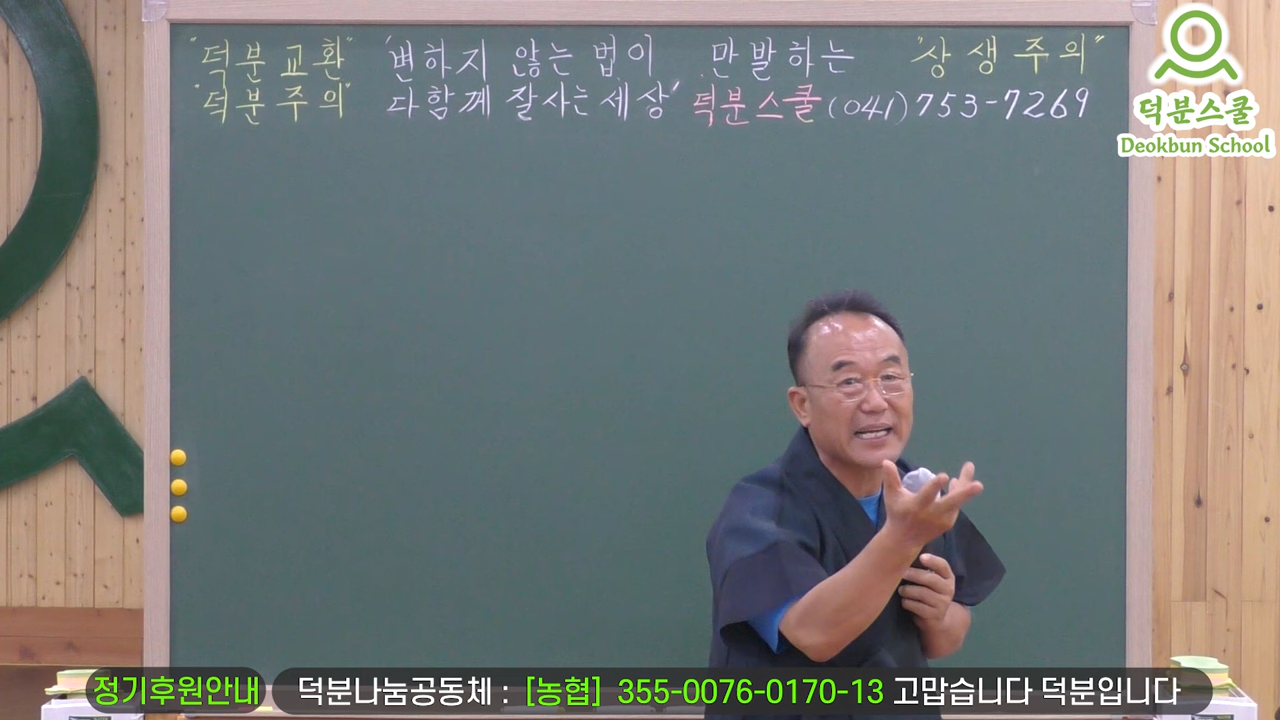 "덕분교환" '변하지 않는 법이 만발하는 "상생주의"
"덕분주의" 다함께 잘사는 세상' 덕분스쿨 (041) 753-7269
덕분스쿨
Deokbun School
정기후원안내 덕분나눔공동체 : [농협] 355-0076-0170-13 고맙습니다 덕분입니다